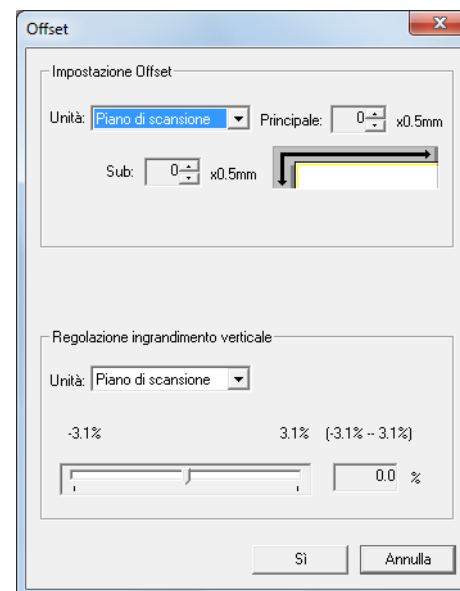 Offset
Impostazione Offset
Unità: Piano di scansione Principale: 0 x0.5mm
Sub: 0 x0.5mm
Regolazione ingrandimento verticale
Unità: Piano di scansione
-3.1% 3.1% (-3.1% -- 3.1%)
0.0 %
Sì Annulla